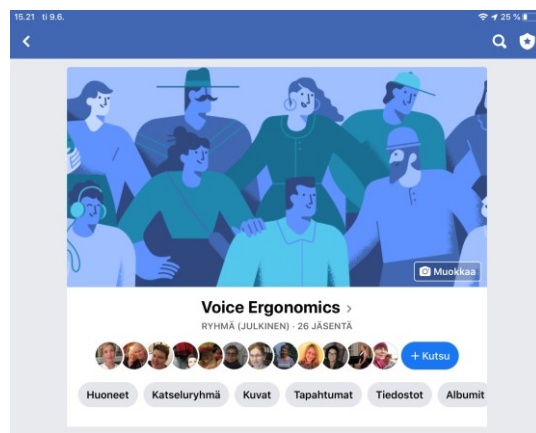 15.21 ti 9.6. 25 %
Muokkaa
Voice Ergonomics
RYHMÄ (JULKINEN) · 26 JÄSENTÄ
+ Kutsu
Huoneet Katseluryhmä Kuvat Tapahtumat Tiedostot Albumit